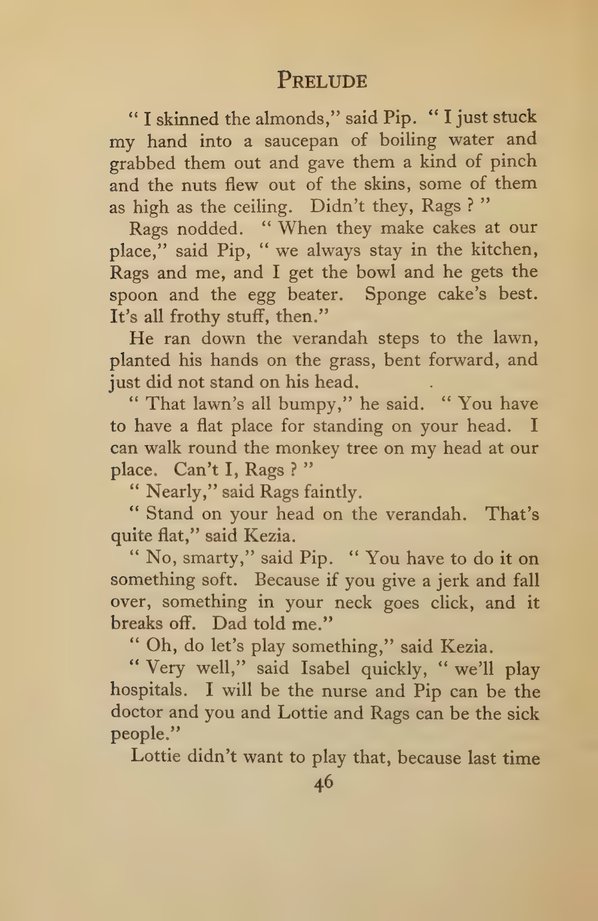 PRELUDE
“ I skinned the almonds,” said Pip. “ I just stuck
my hand into a saucepan of boiling water and
grabbed them out and gave them a kind of pinch
and the nuts flew out of the skins, some of them
as high as the ceiling. Didn’t they, Rags ? ”
Rags nodded. “ When they make cakes at our
place,” said Pip, “ we always stay in the kitchen,
Rags and me, and I get the bowl and he gets the
spoon and the egg beater. Sponge cake’s best.
It’s all frothy stuff, then.”
He ran down the verandah steps to the lawn,
planted his hands on the grass, bent forward, and
just did not stand on his head.
“ That lawn’s all bumpy,” he said. “ You have
to have a flat place for standing on your head. I
can walk round the monkey tree on my head at our
place. Can’t I, Rags ? ”
“ Nearly,” said Rags faintly.
“ Stand on your head on the verandah. That’s
quite flat,” said Kezia.
“ No, smarty,” said Pip. “ You have to do it on
something soft. Because if you give a jerk and fall
over, something in your neck goes click, and it
breaks off. Dad told me.”
“ Oh, do let’s play something,” said Kezia.
“ Very well,” said Isabel quickly, “ we’ll play
hospitals. I will be the nurse and Pip can be the
doctor and you and Lottie and Rags can be the sick
people.”
Lottie didn’t want to play that, because last time
46